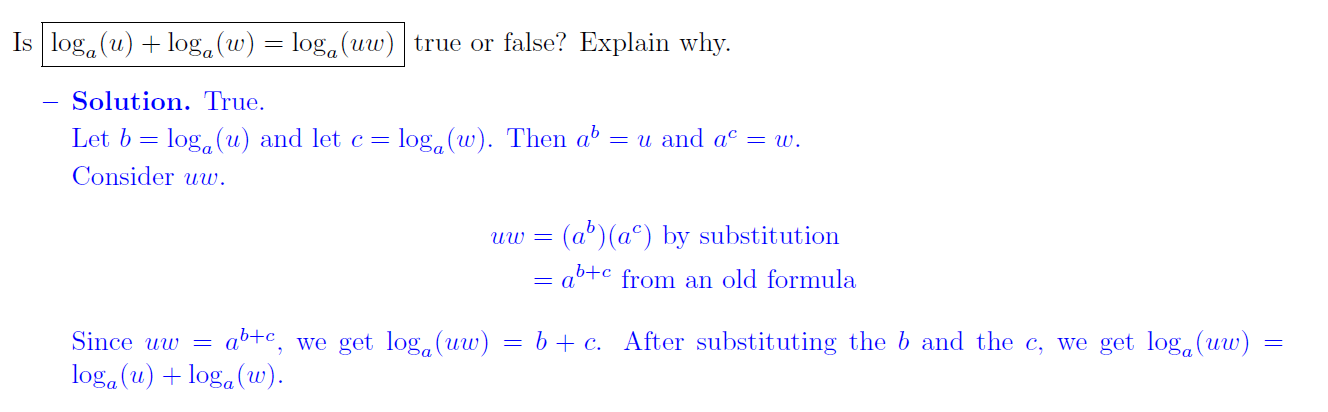 Is log_a(u) + log_a(w) = log_a(uw) true or false? Explain why.
– Solution. True.
Let b = log_a(u) and let c = log_a(w). Then a^b = u and a^c = w.
Consider uw.
uw = (a^b)(a^c) by substitution
= a^{b+c} from an old formula
Since uw = a^{b+c}, we get log_a(uw) = b + c. After substituting the b and the c, we get log_a(uw) =
log_a(u) + log_a(w).